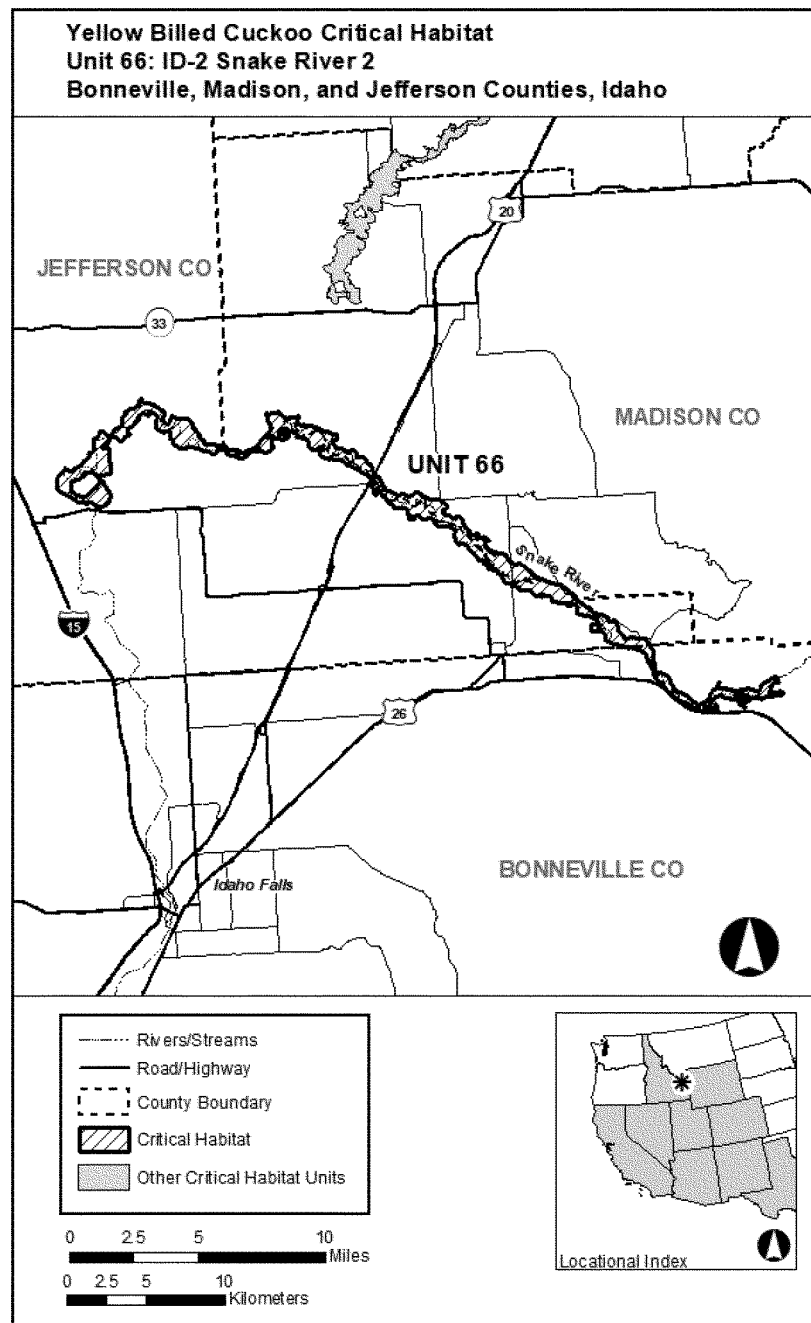 Yellow Billed Cuckoo Critical Habitat
Unit 66: ID-2 Snake River 2
Bonneville, Madison, and Jefferson Counties, Idaho
20
JEFFERSON CO
33
MADISON CO
UNIT 66
Snake River
15
26
BONNEVILLE CO
Idaho Falls
Rivers/Streams
Road/Highway
County Boundary
Critical Habitat
Other Critical Habitat Units
0 2.5 5 10
Miles
0 2.5 5 10
Kilometers
Locational Index